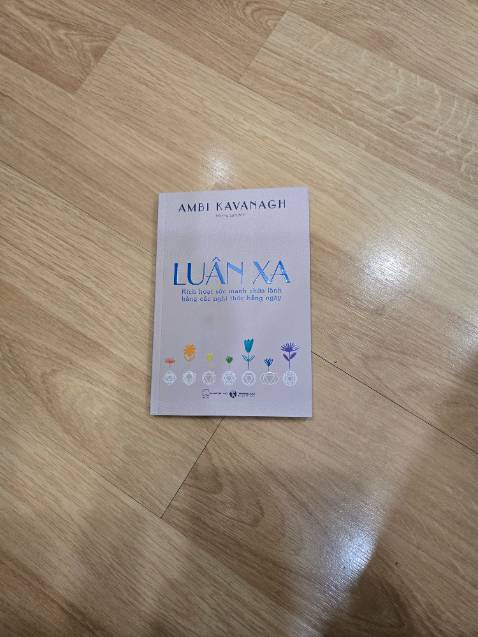 AMBI KAVANAGH
LUÂN XA
Kích hoạt sức mạnh chữa lành
bằng các nghi thức hằng ngày